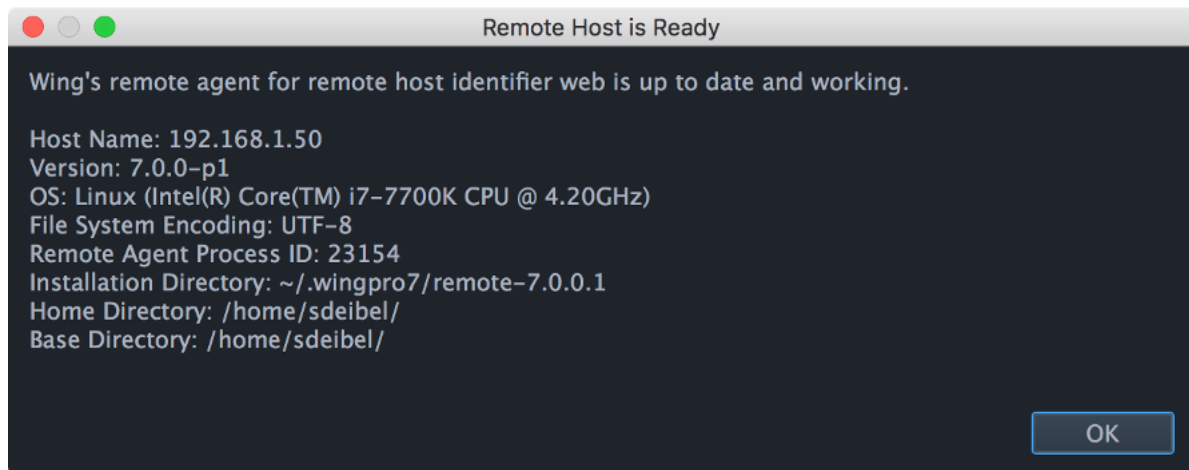 Remote Host is Ready
Wing's remote agent for remote host identifier web is up to date and working.
Host Name: 192.168.1.50
Version: 7.0.0-p1
OS: Linux (Intel(R) Core(TM) i7-7700K CPU @ 4.20GHz)
File System Encoding: UTF-8
Remote Agent Process ID: 23154
Installation Directory: ~/.wingpro7/remote-7.0.0.1
Home Directory: /home/sdeibel/
Base Directory: /home/sdeibel/
OK